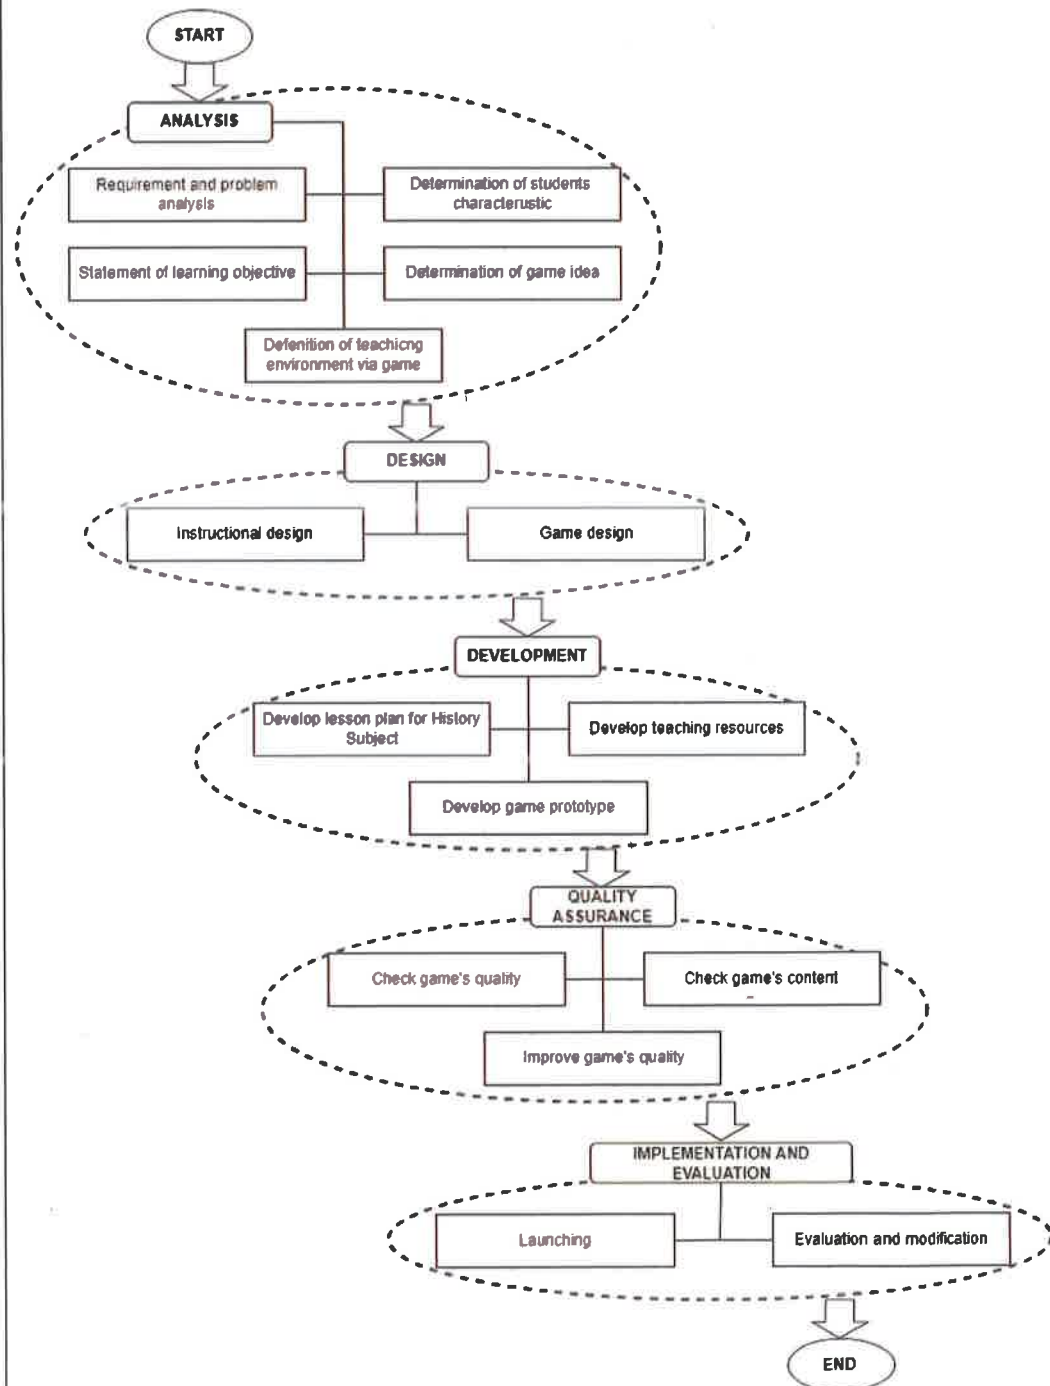 START
ANALYSIS
Requirement and problem
analysis
Determination of students
characterustic
Statement of learning objective
Determination of game idea
Defenition of teachicng
environment via game
DESIGN
Instructional design
Game design
DEVELOPMENT
Develop lesson plan for History
Subject
Develop teaching resources
Develop game prototype
QUALITY
ASSURANCE
Check game's quality
Check game's content
Improve game's quality
IMPLEMENTATION AND
EVALUATION
Launching
Evaluation and modification
END